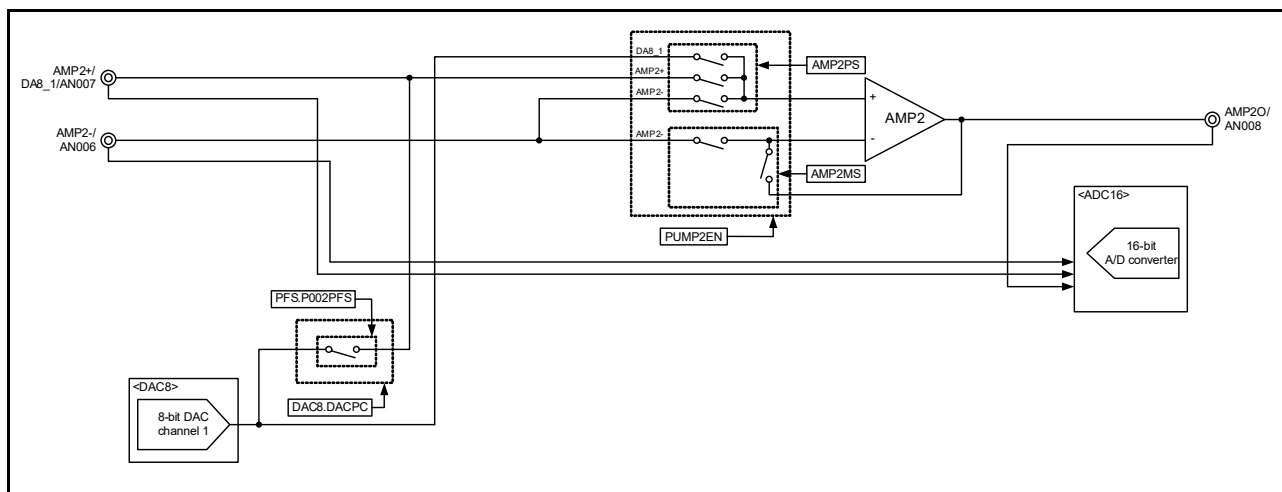 DA8_1
AMP2+/
DA8_1/AN007
AMP2+
AMP2PS
AMP2-
+
AMP2
AMP2O/
AN008
AMP2-/
AN006
AMP2-
-
AMP2MS
<ADC16>
PUMP2EN
16-bit
A/D converter
PFS.P002PFS
<DAC8>
DAC8.DACPC
8-bit DAC
channel 1